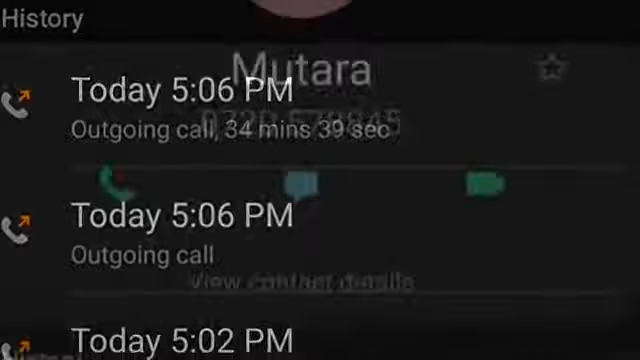 History
Mutara
Today 5:06 PM
Outgoing call, 34 mins 39 sec
Today 5:06 PM
Outgoing call
View contact details
Today 5:02 PM